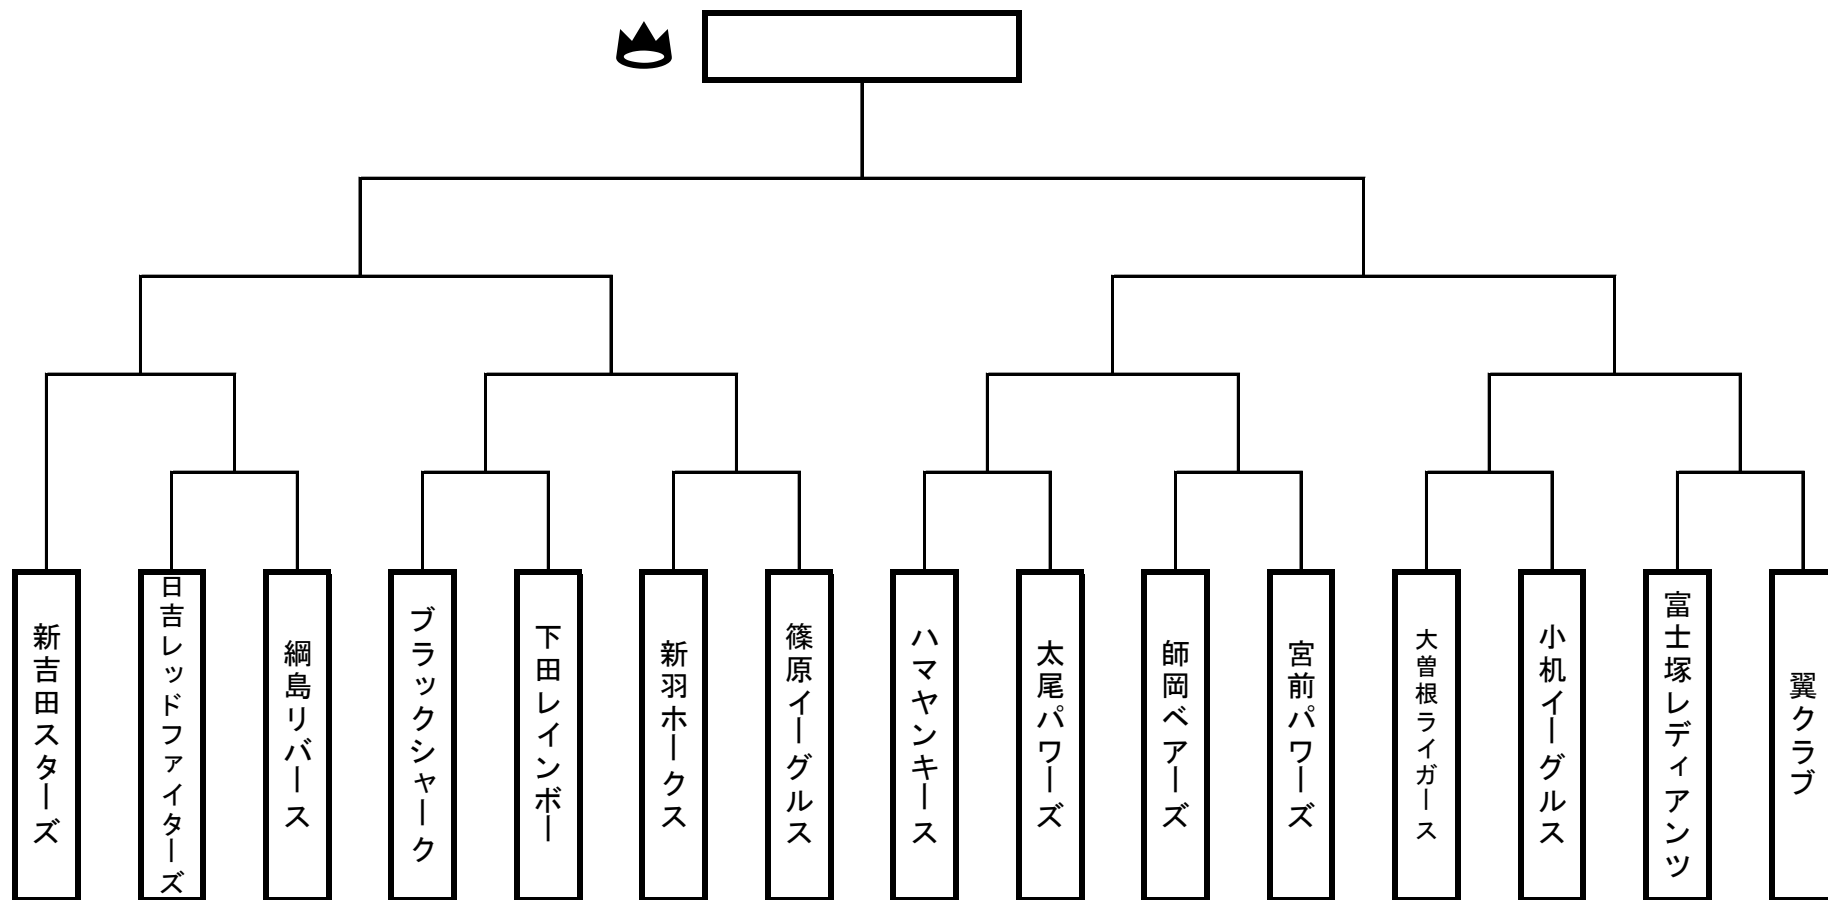 新吉田スターズ
日吉レッドファイターズ
綱島リバース
ブラックシャーク
下田レインボー
新羽ホークス
篠原イーグルス
ハマヤンキース
太尾パワーズ
師岡ベアーズ
宮前パワーズ
大曽根ライガース
小机イーグルス
富士塚レディアンツ
翼クラブ